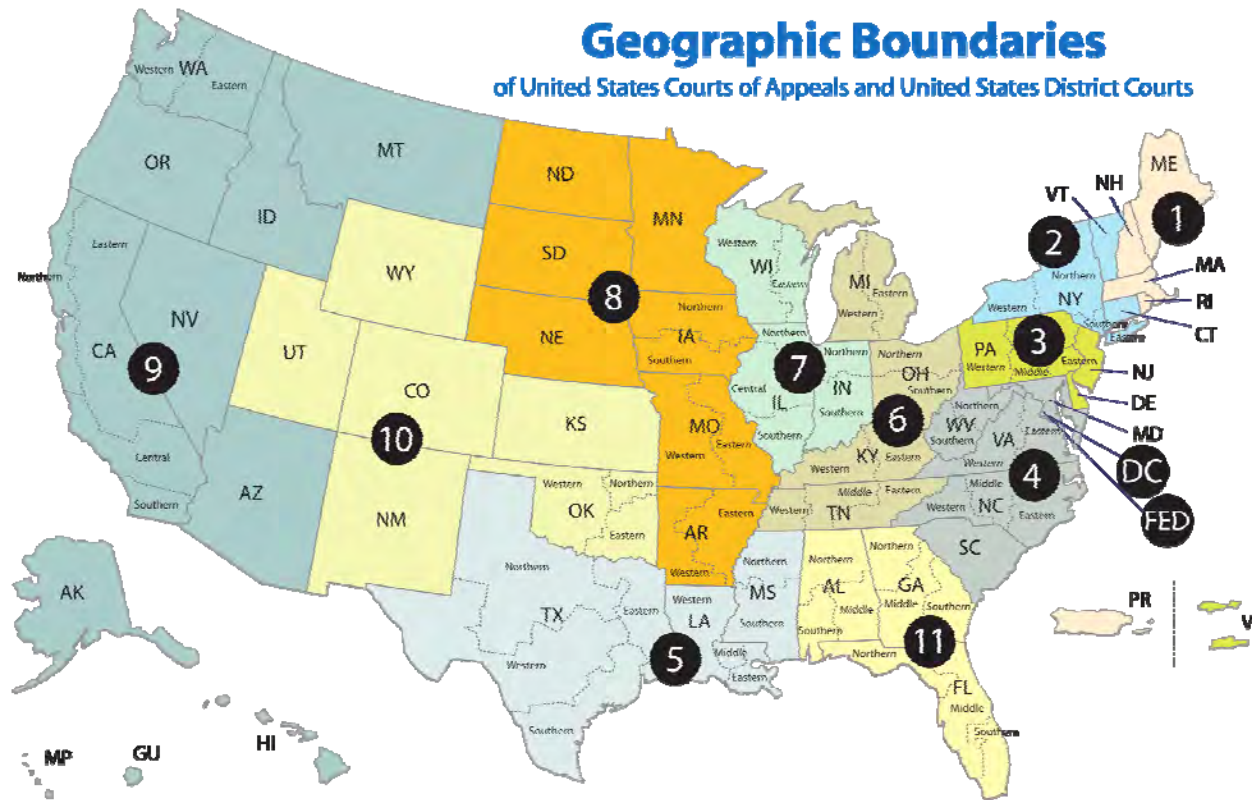 Geographic Boundaries
of United States Courts of Appeals and United States District Courts
Western WA
Eastern
MT
ND
ME
OR
MN
VT
NH
1
ID
Eastern
2
WY
SD
Western
WI
Eastern
MI
Eastern
Northern
MA
Northern
8
Western
Western
NY
RI
NV
NE
Northern
IA
Northern
Southern
Eastern
CT
CA
UT
Southern
7
Northern
Northern
OH
PA
3
Eastern
9
CO
Central
IL
IN
Southern
Western
Middle
NJ
10
KS
MO
Southern
Southern
6
Northern
WV
DE
Western
Eastern
KY
Eastern
Southern
VA
Eastern
MD
Central
Western
Western
4
DC
Southern
AZ
NM
Western
Northern
OK
Eastern
Eastern
AR
Western
Western
Middle
TN
Eastern
Middle
Western
NC
Eastern
FED
SC
AK
Northern
Northern
Northern
Northern
TX
Eastern
Western
LA
MS
AL
GA
Middle
Middle
Southern
PR
V
Southern
Southern
Western
5
Middle
Eastern
Northern
11
FL
Middle
Southern
Southern
MP
GU
HI